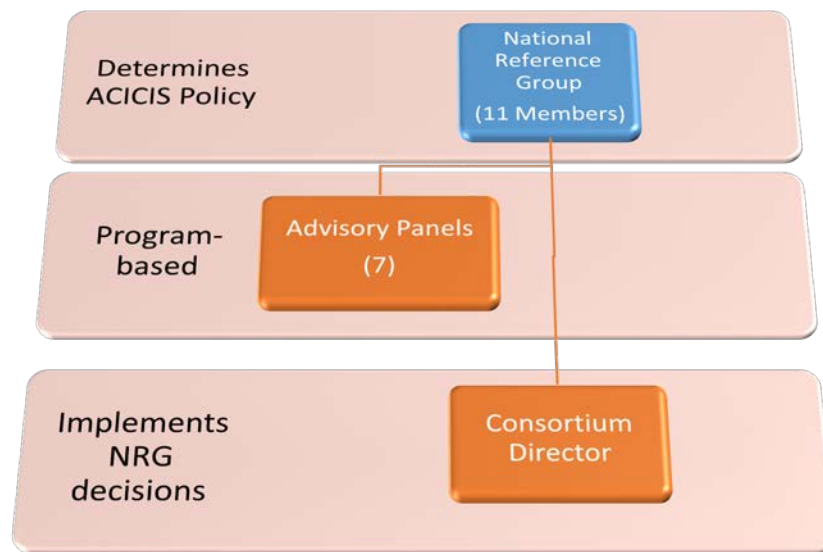 Determines
ACICIS Policy
National
Reference
Group
(11 Members)
Program-
based
Advisory Panels
(7)
Implements
NRG
decisions
Consortium
Director